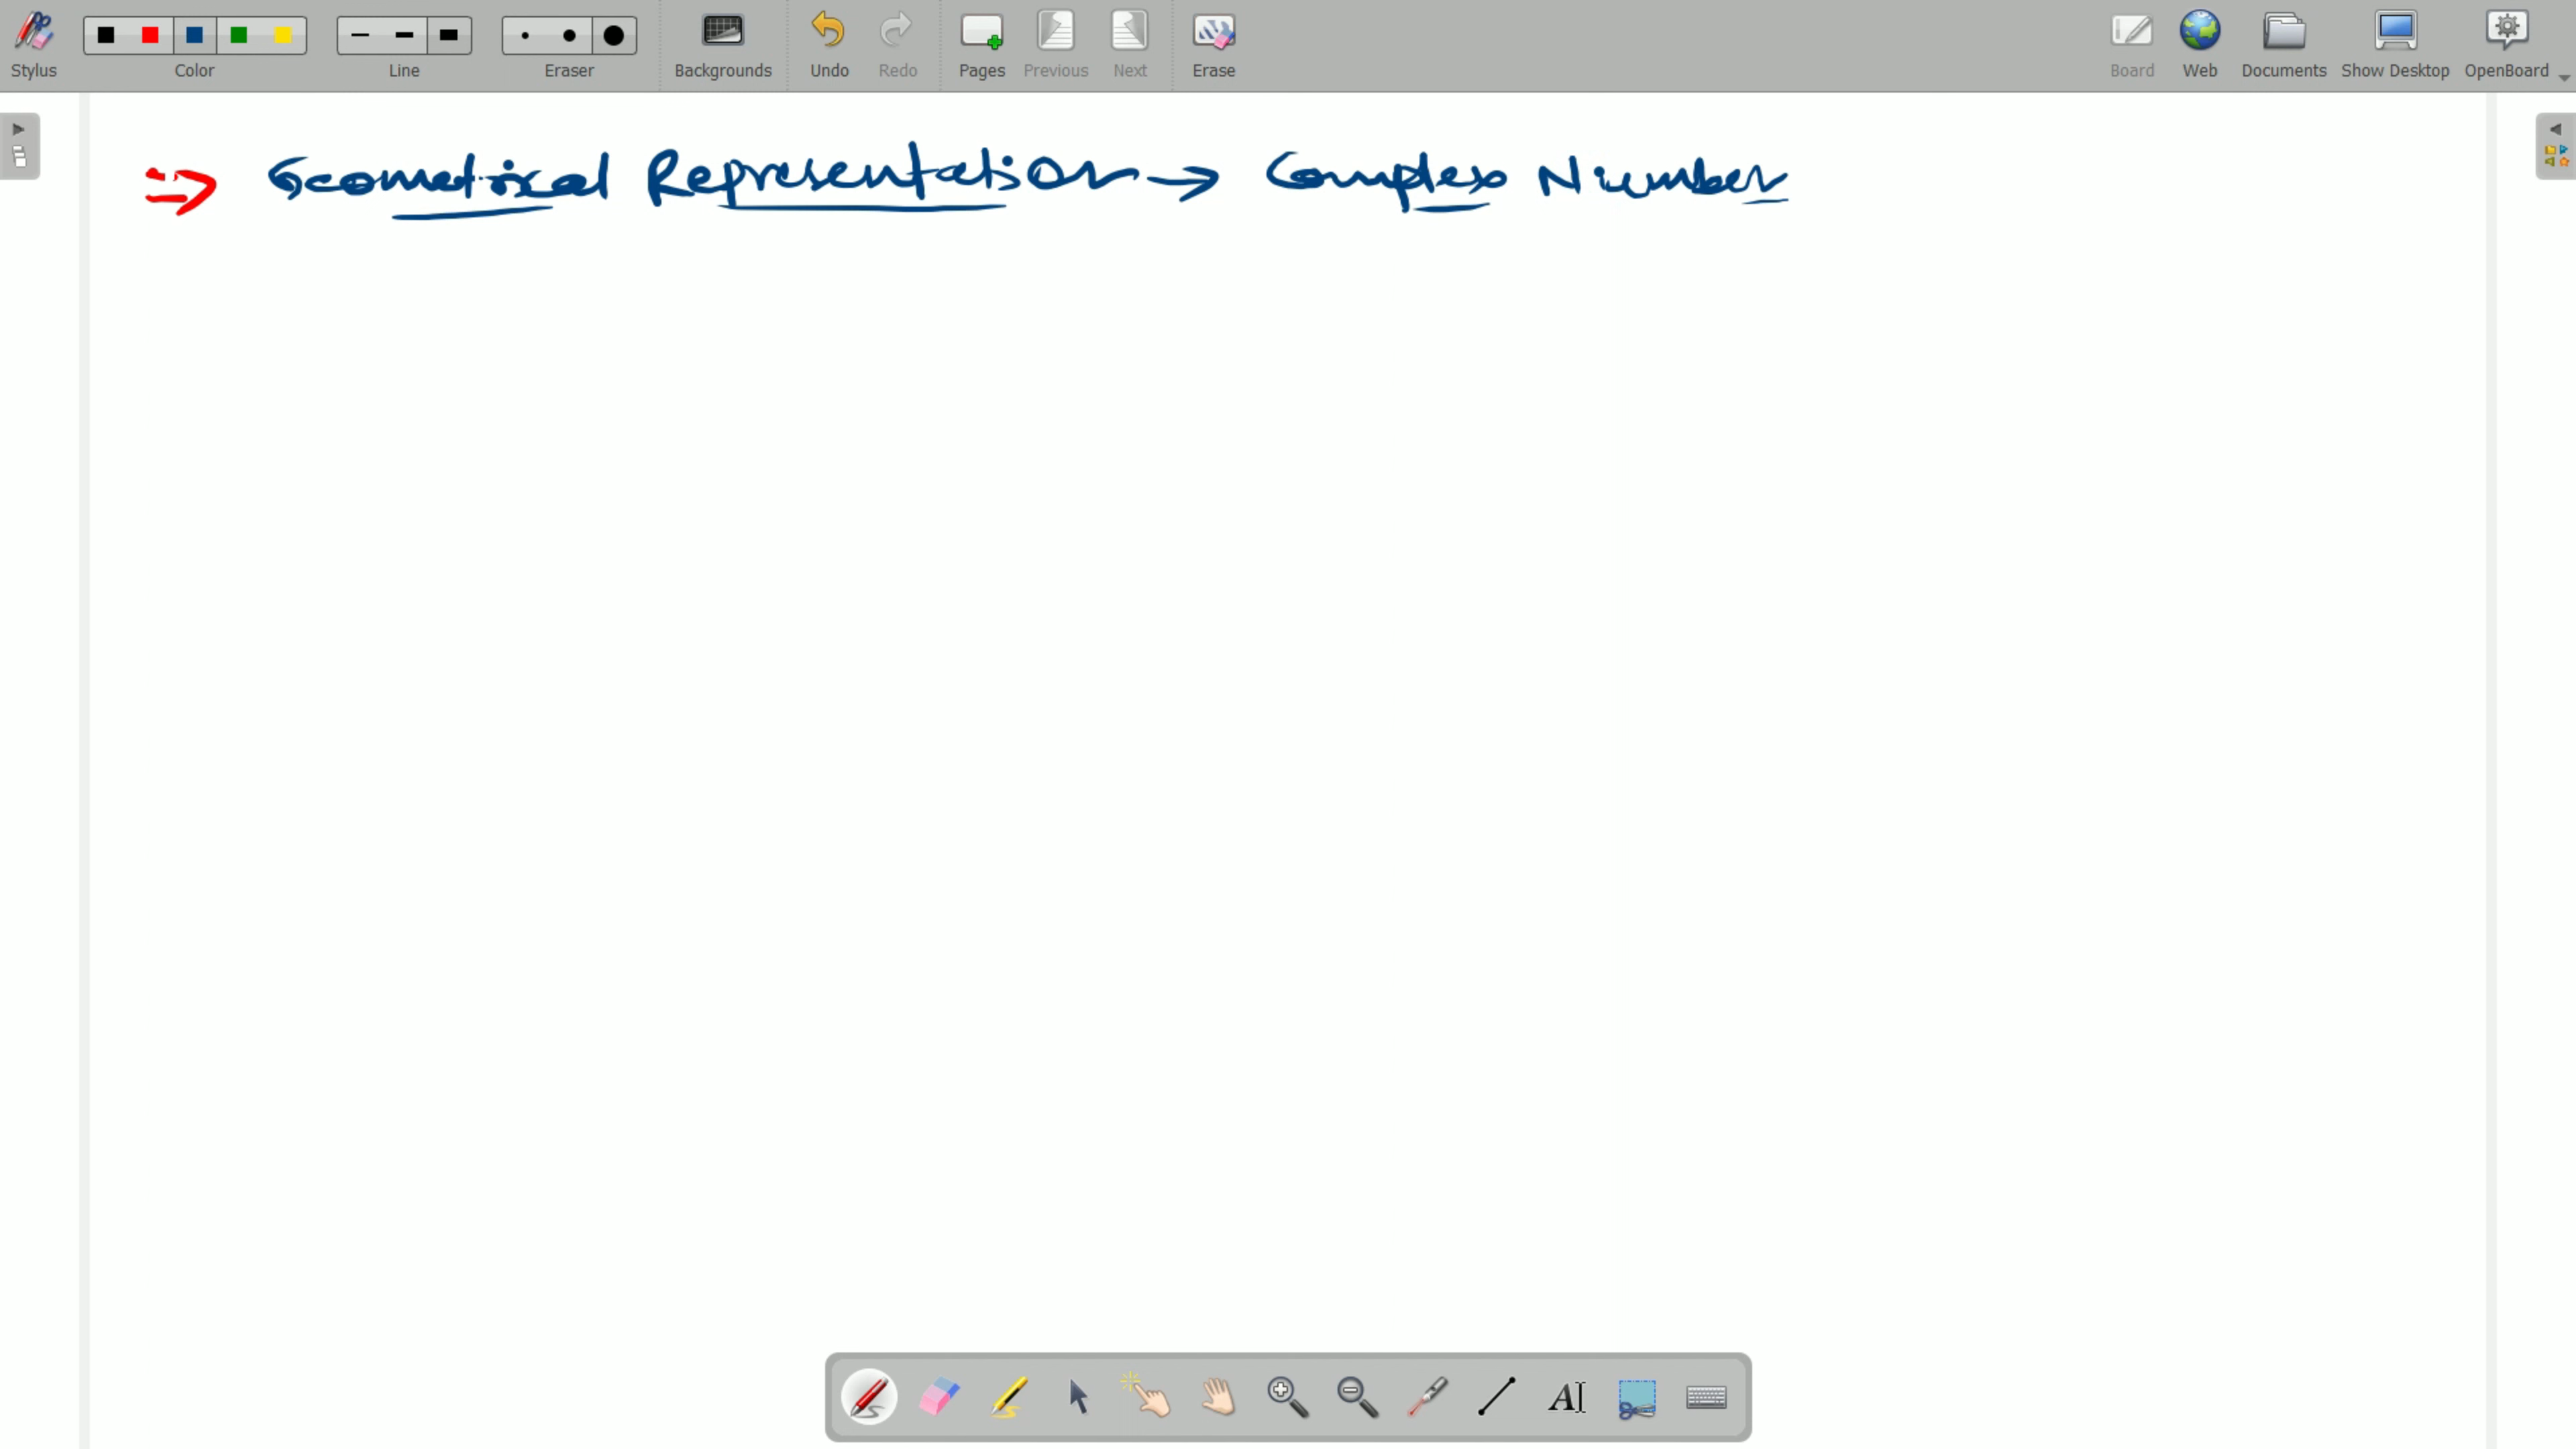 Stylus Color Line Eraser Backgrounds Undo Redo Pages Previous Next Erase Board Web Documents Show Desktop OpenBoard
⇒ Geometrical Representation → Complex Number